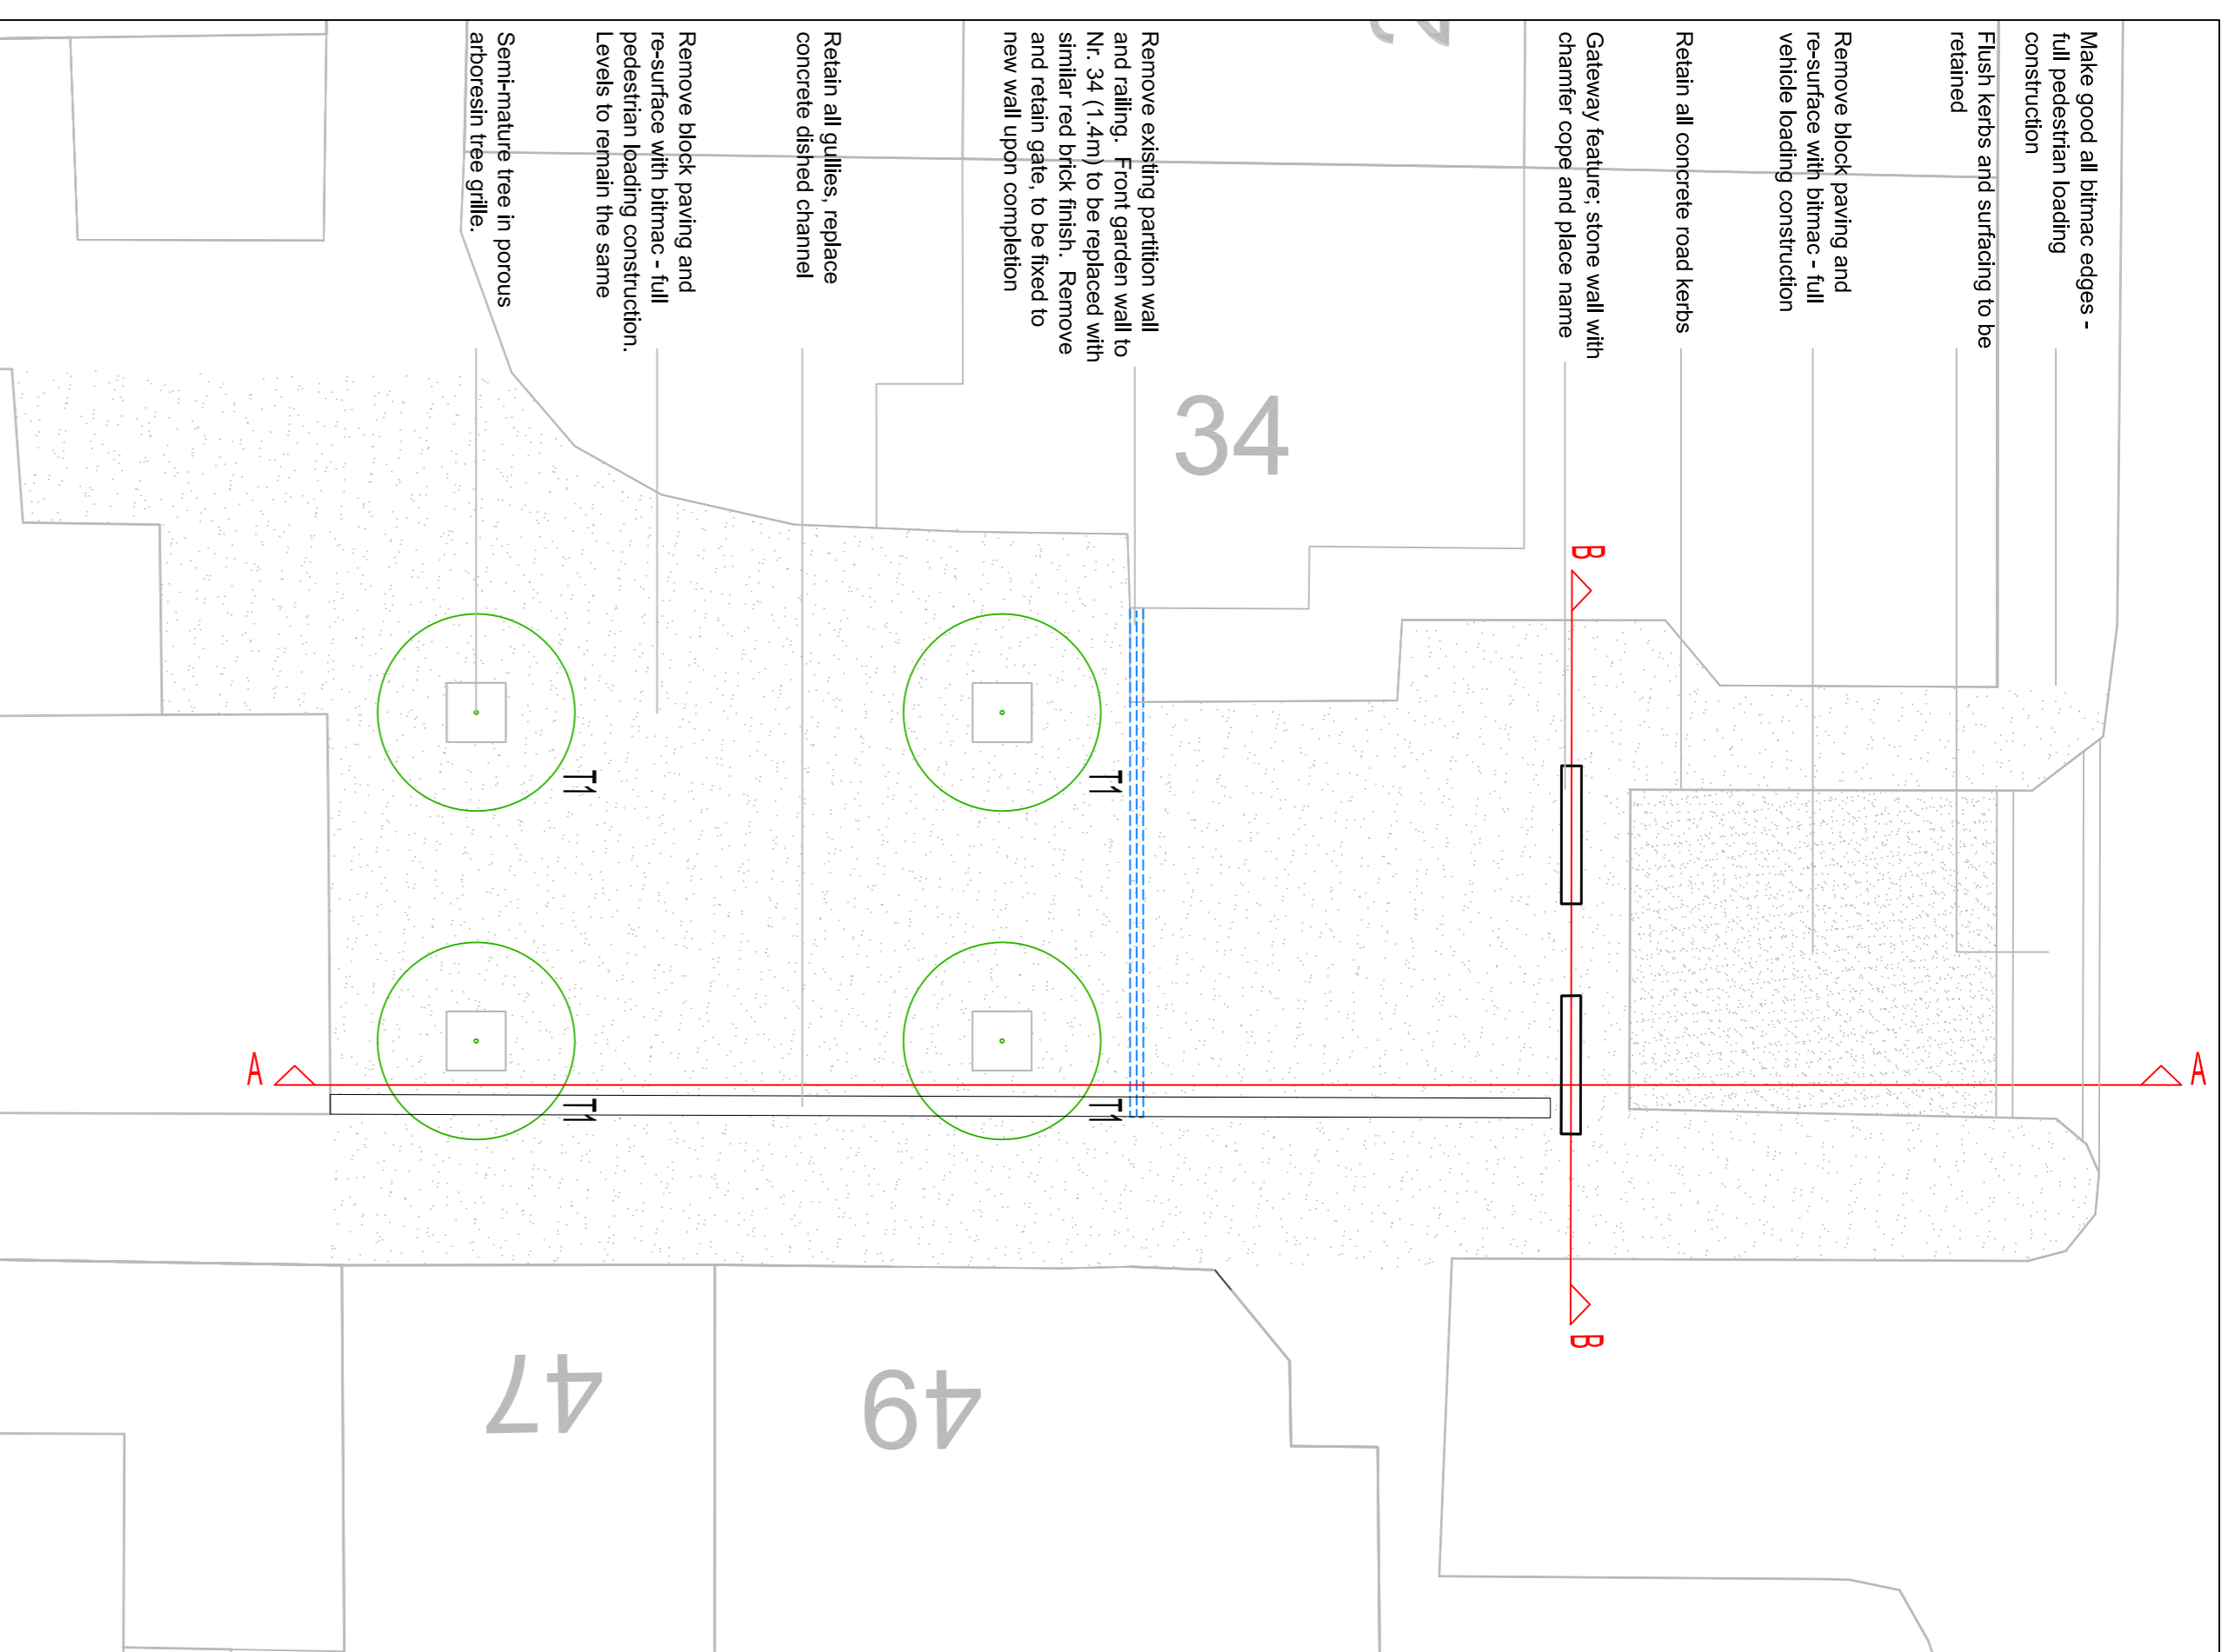 Make good all bitmac edges -
full pedestrian loading
construction
Flush kerbs and surfacing to be
retained
Remove block paving and
re-surface with bitmac - full
vehicle loading construction
Retain all concrete road kerbs
Gateway feature; stone wall with
chamfer cope and place name
Remove existing partition wall
and railing. Front garden wall to
Nr. 34 (1.4m) to be replaced with
similar red brick finish. Remove
and retain gate, to be fixed to
new wall upon completion
Retain all gullies, replace
concrete dished channel
Remove block paving and
re-surface with bitmac - full
pedestrian loading construction.
Levels to remain the same
Semi-mature tree in porous
arboresin tree grille.
34
B
B
A
A
T1
T1
T1
T1
49
47